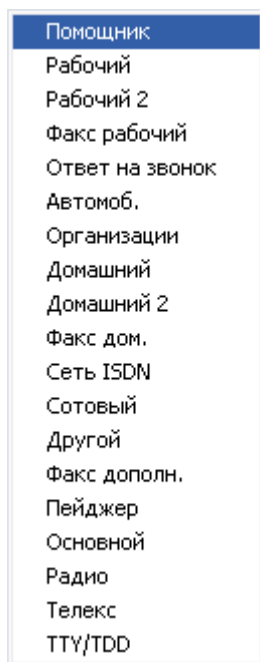 Помощник
Рабочий
Рабочий 2
Факс рабочий
Ответ на звонок
Автомоб.
Организации
Домашний
Домашний 2
Факс дом.
Сеть ISDN
Сотовый
Другой
Факс дополн.
Пейджер
Основной
Радио
Телекс
TTY/TDD